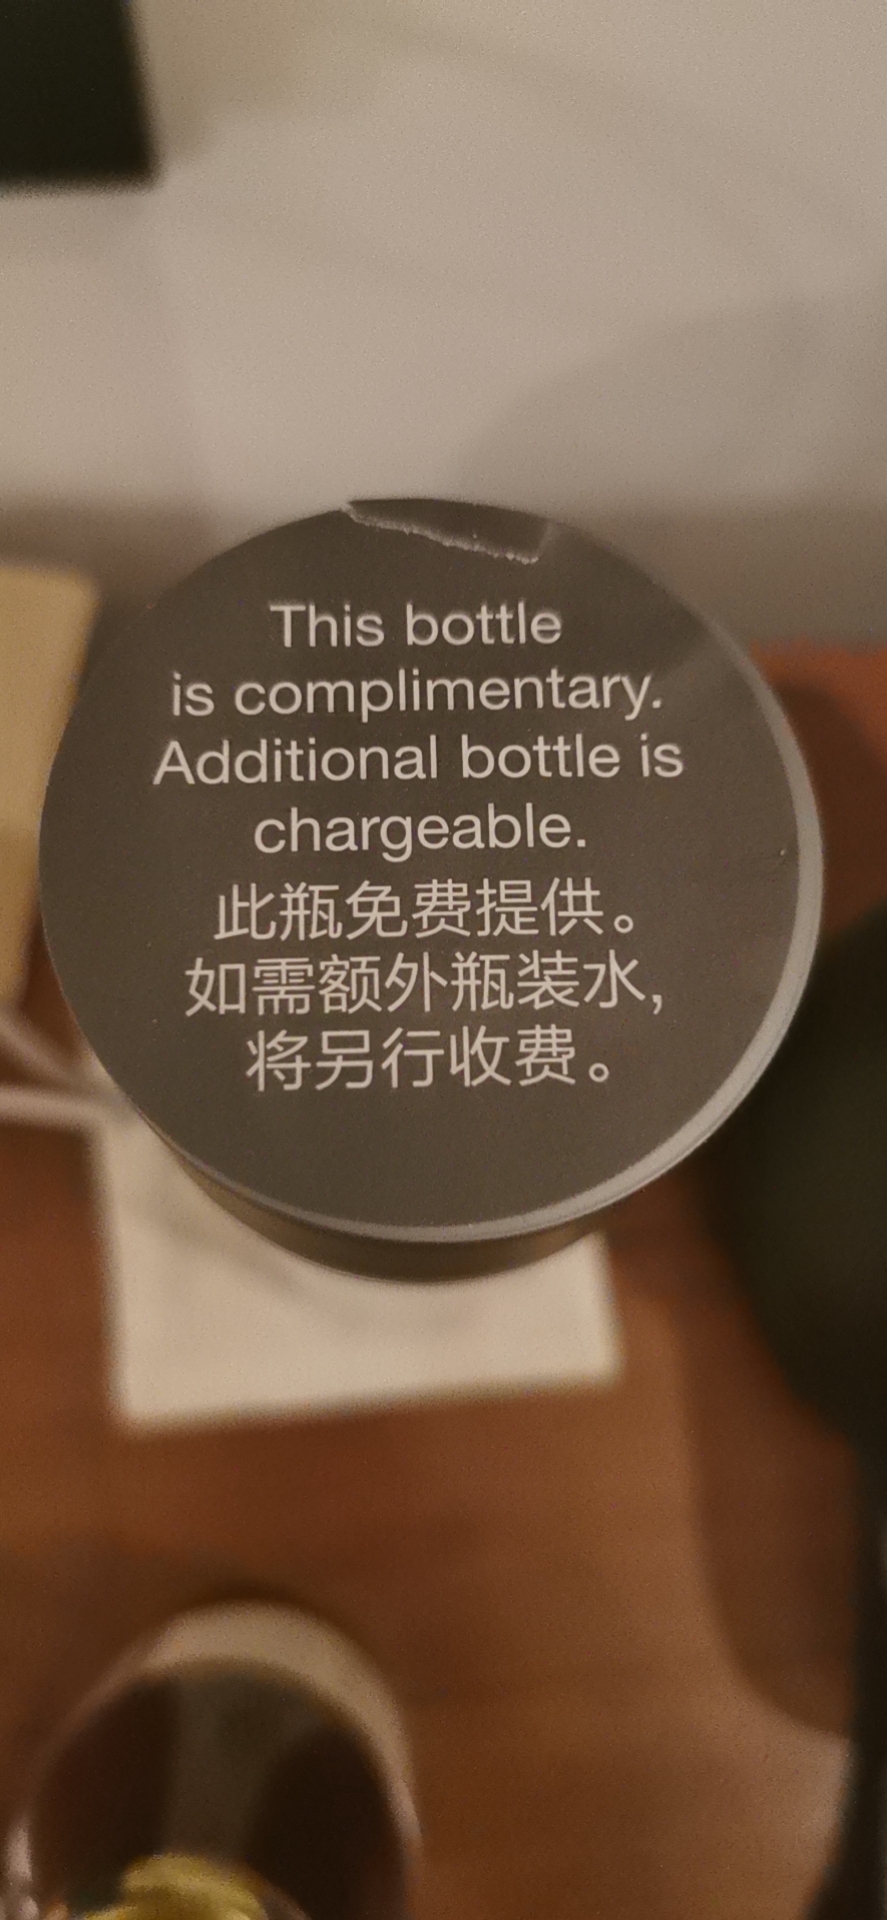 This bottle
is complimentary.
Additional bottle is
chargeable.
此瓶免费提供。
如需额外瓶装水,
将另行收费。